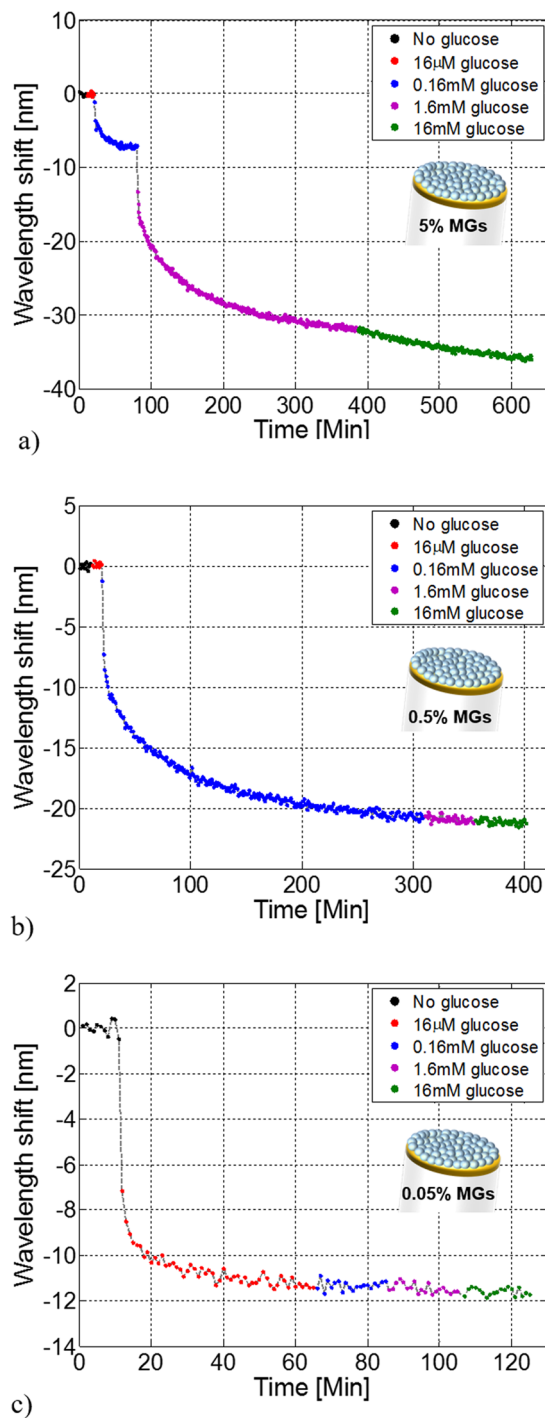 10
0
-10
-20
-30
-40
0 100 200 300 400 500 600
Wavelength shift [nm]
Time [Min]
No glucose
16μM glucose
0.16mM glucose
1.6mM glucose
16mM glucose
5% MGs
a)
5
0
-5
-10
-15
-20
-25
0 100 200 300 400
Wavelength shift [nm]
Time [Min]
No glucose
16μM glucose
0.16mM glucose
1.6mM glucose
16mM glucose
0.5% MGs
b)
2
0
-2
-4
-6
-8
-10
-12
-14
0 20 40 60 80 100 120
Wavelength shift [nm]
Time [Min]
No glucose
16μM glucose
0.16mM glucose
1.6mM glucose
16mM glucose
0.05% MGs
c)